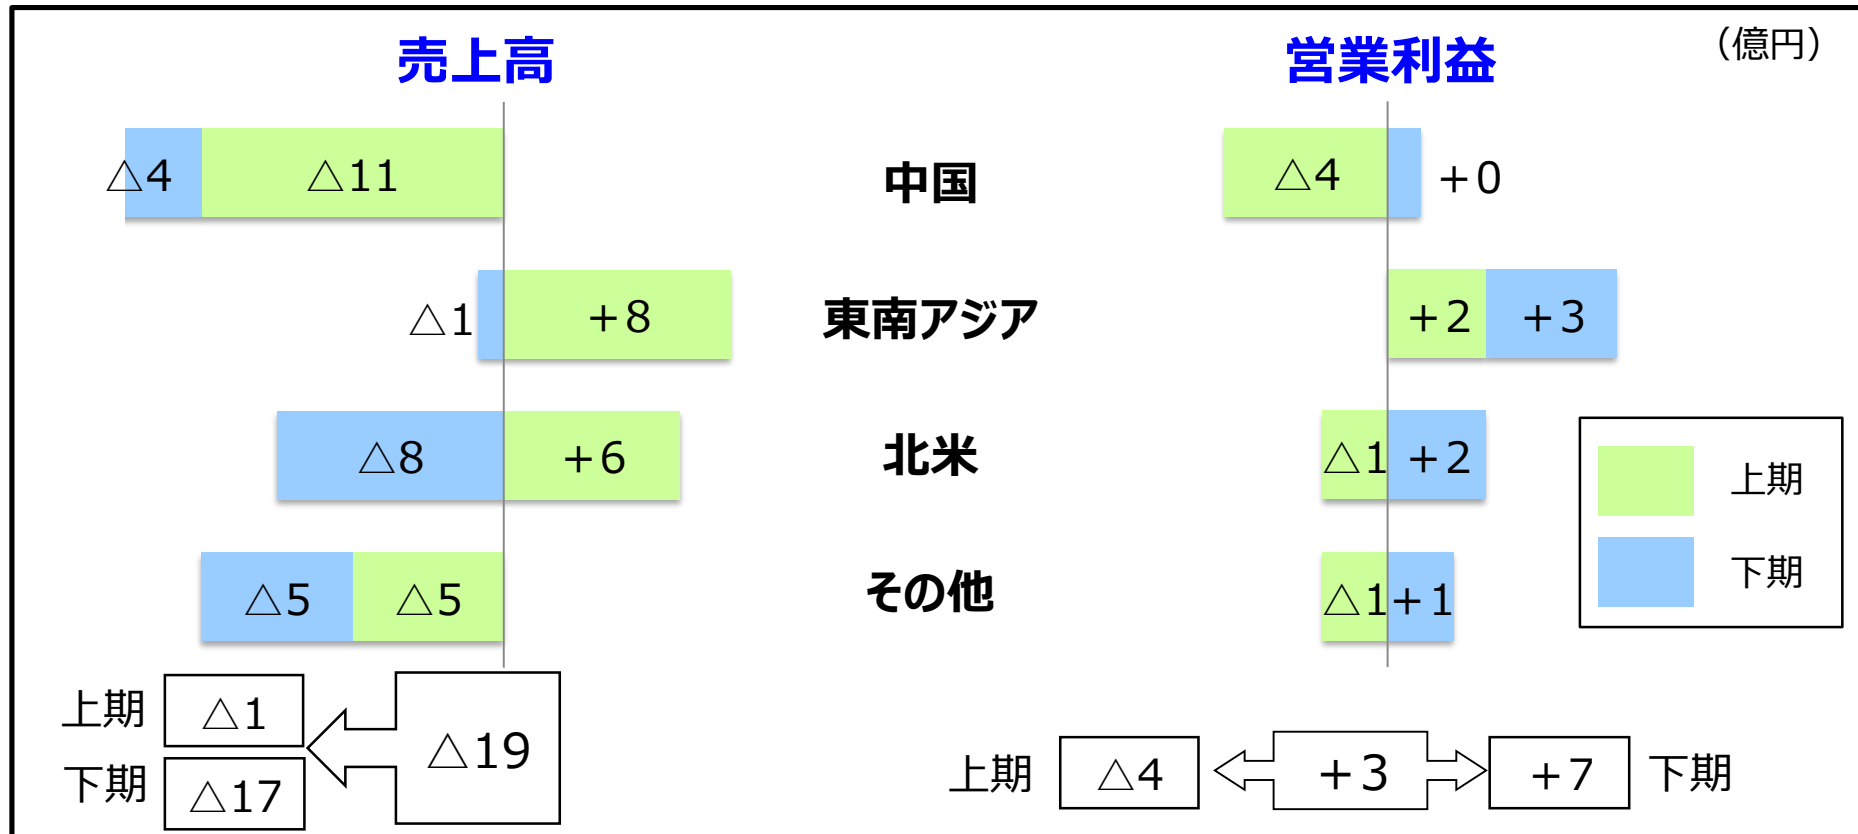 売上高 営業利益 (億円)
△4 △11 中国 △4 +0
△1 +8 東南アジア +2 +3
△8 +6 北米 △1 +2
上期
△5 △5 その他 △1 +1
下期
上期 △1
△19
下期 △17
上期 △4 +3 +7 下期